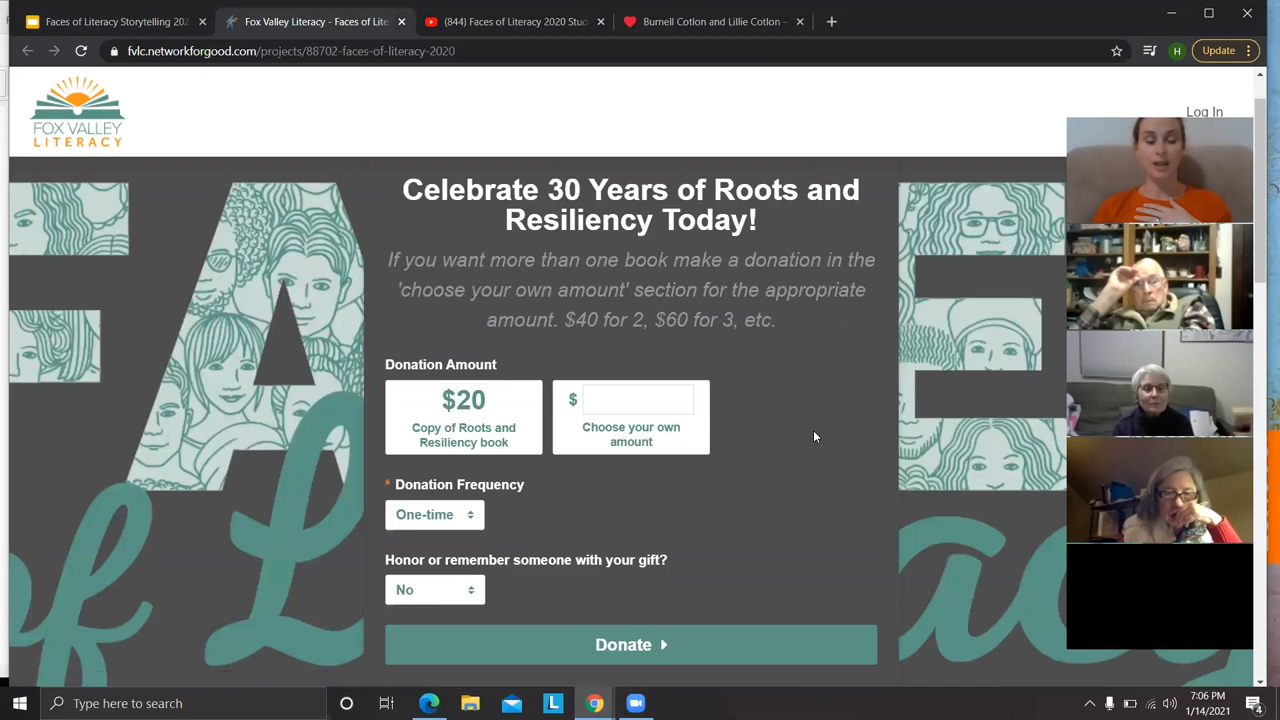 Faces of Literacy Storytelling 202
Fox Valley Literacy - Faces of Lite
(844) Faces of Literacy 2020 Stud
Burnell Cotlon and Lillie Cotlon -
fvlc.networkforgood.com/projects/88702-faces-of-literacy-2020
H
Update
FOX VALLEY
LITERACY
Log In
FACES
of Literacy
Celebrate 30 Years of Roots and
Resiliency Today!
If you want more than one book make a donation in the
'choose your own amount' section for the appropriate
amount. $40 for 2, $60 for 3, etc.
Donation Amount
$20
Copy of Roots and
Resiliency book
$
Choose your own
amount
* Donation Frequency
One-time
Honor or remember someone with your gift?
No
Donate
Type here to search
L
7:06 PM
1/14/2021
4